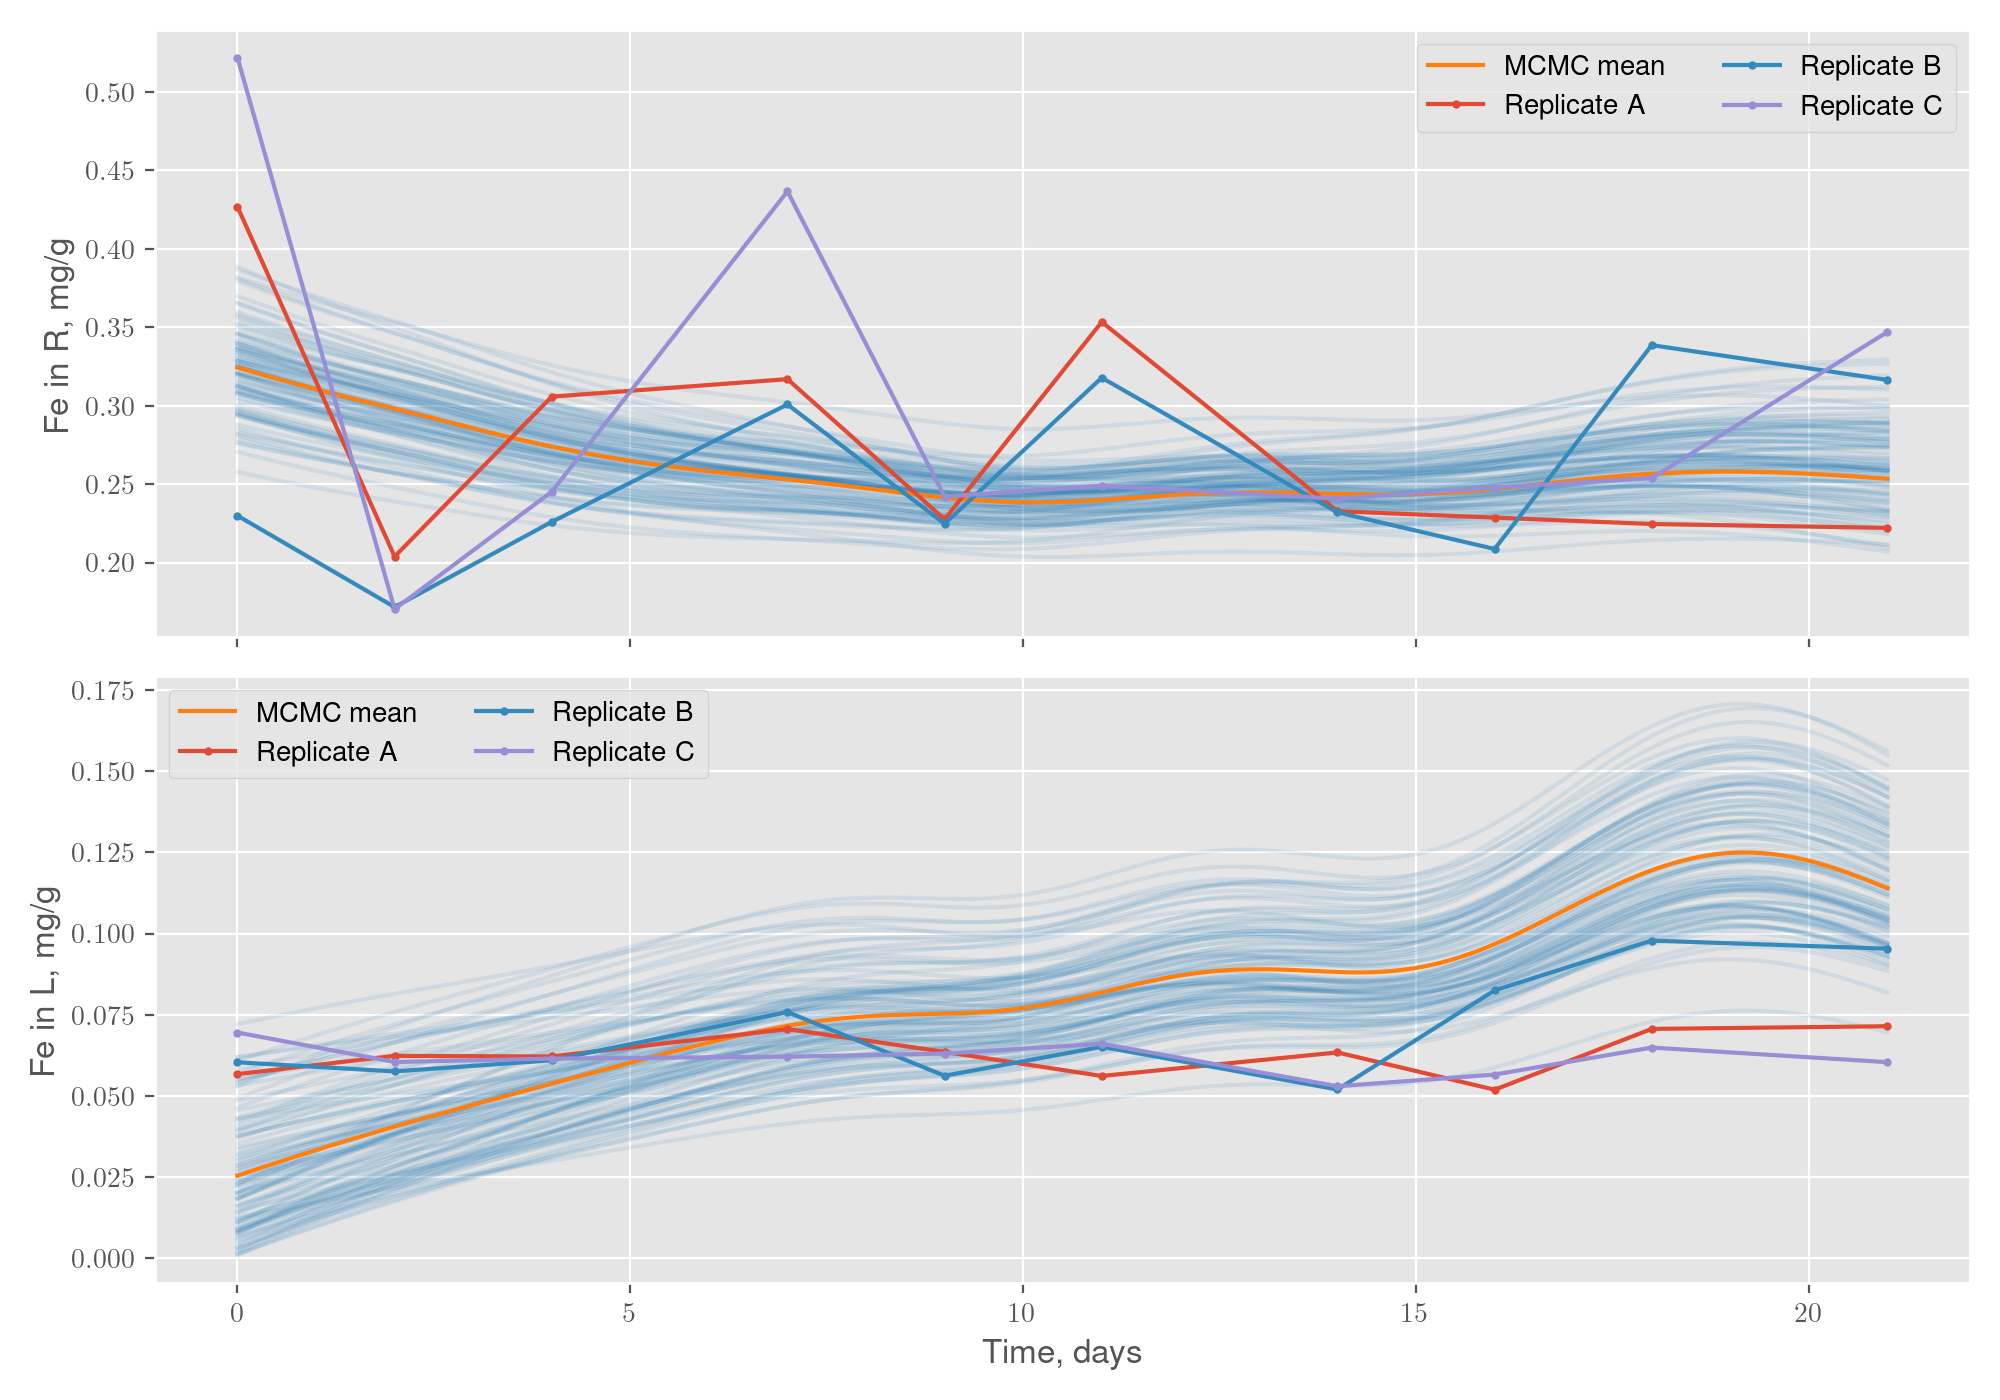 MCMC mean
Replicate A
Replicate B
Replicate C
0.50
0.45
0.40
0.35
0.30
0.25
0.20
Fe in R, mg/g
MCMC mean
Replicate A
Replicate B
Replicate C
0.175
0.150
0.125
0.100
0.075
0.050
0.025
0.000
Fe in L, mg/g
0 5 10 15 20
Time, days